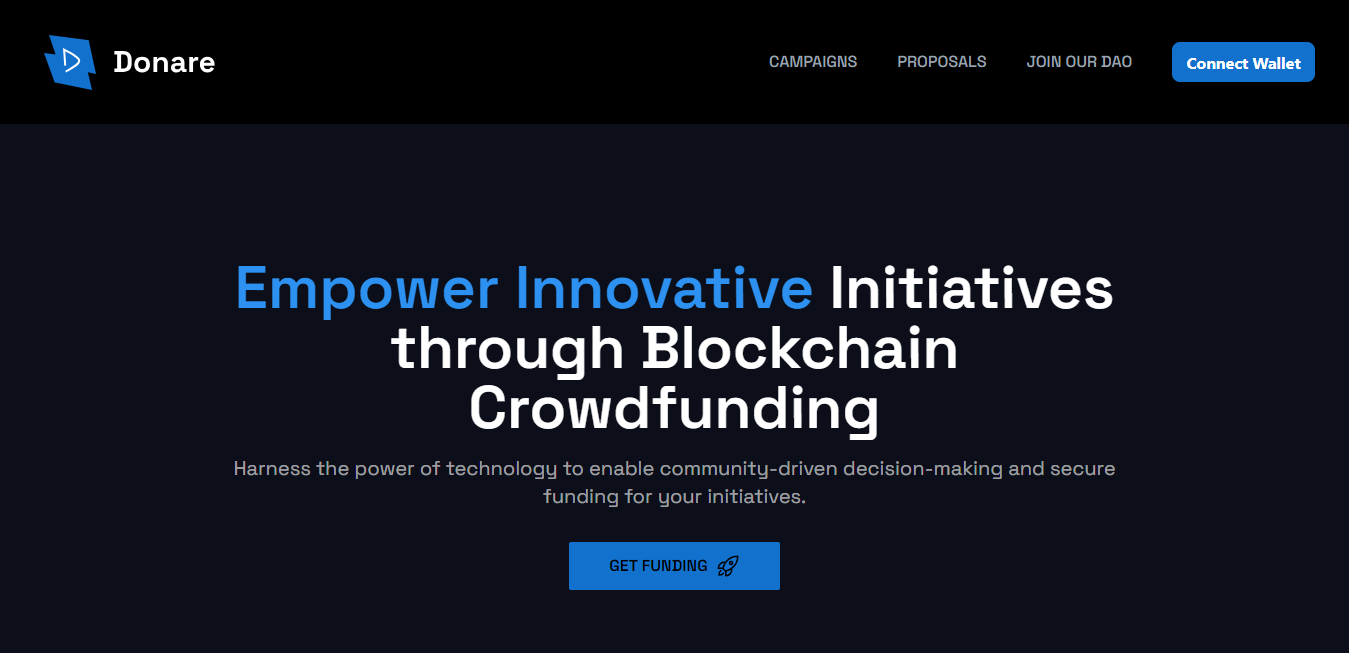 Donare
CAMPAIGNS
PROPOSALS
JOIN OUR DAO
Connect Wallet
Empower Innovative Initiatives
through Blockchain
Crowdfunding
Harness the power of technology to enable community-driven decision-making and secure
funding for your initiatives.
GET FUNDING